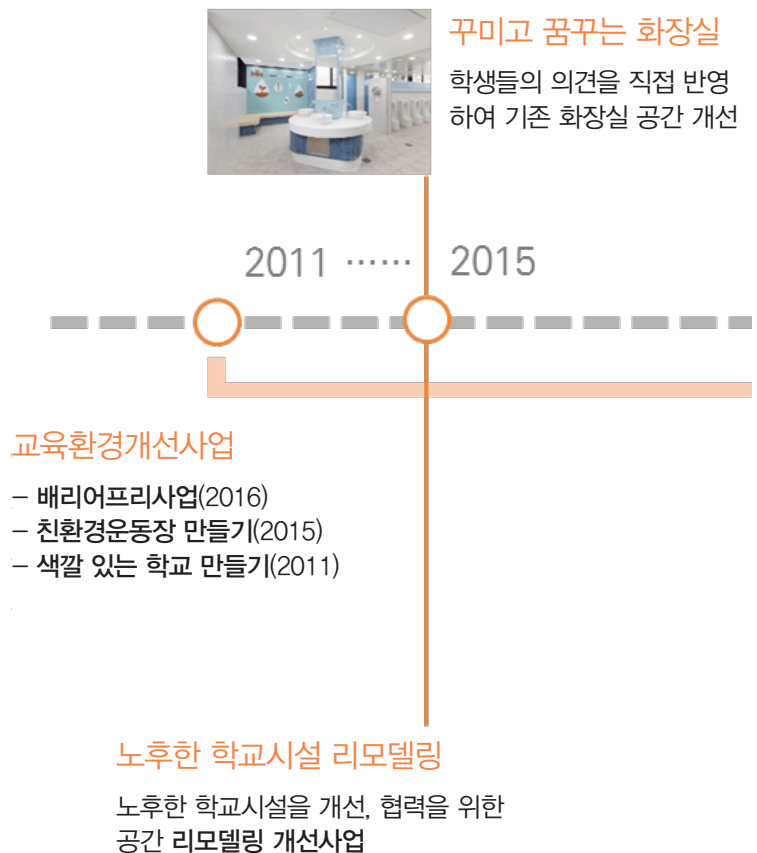 꾸미고 꿈꾸는 화장실
학생들의 의견을 직접 반영
하여 기존 화장실 공간 개선
2011 ······ 2015
교육환경개선사업
– 배리어프리사업(2016)
– 친환경운동장 만들기(2015)
– 색깔 있는 학교 만들기(2011)
노후한 학교시설 리모델링
노후한 학교시설을 개선, 협력을 위한
공간 리모델링 개선사업